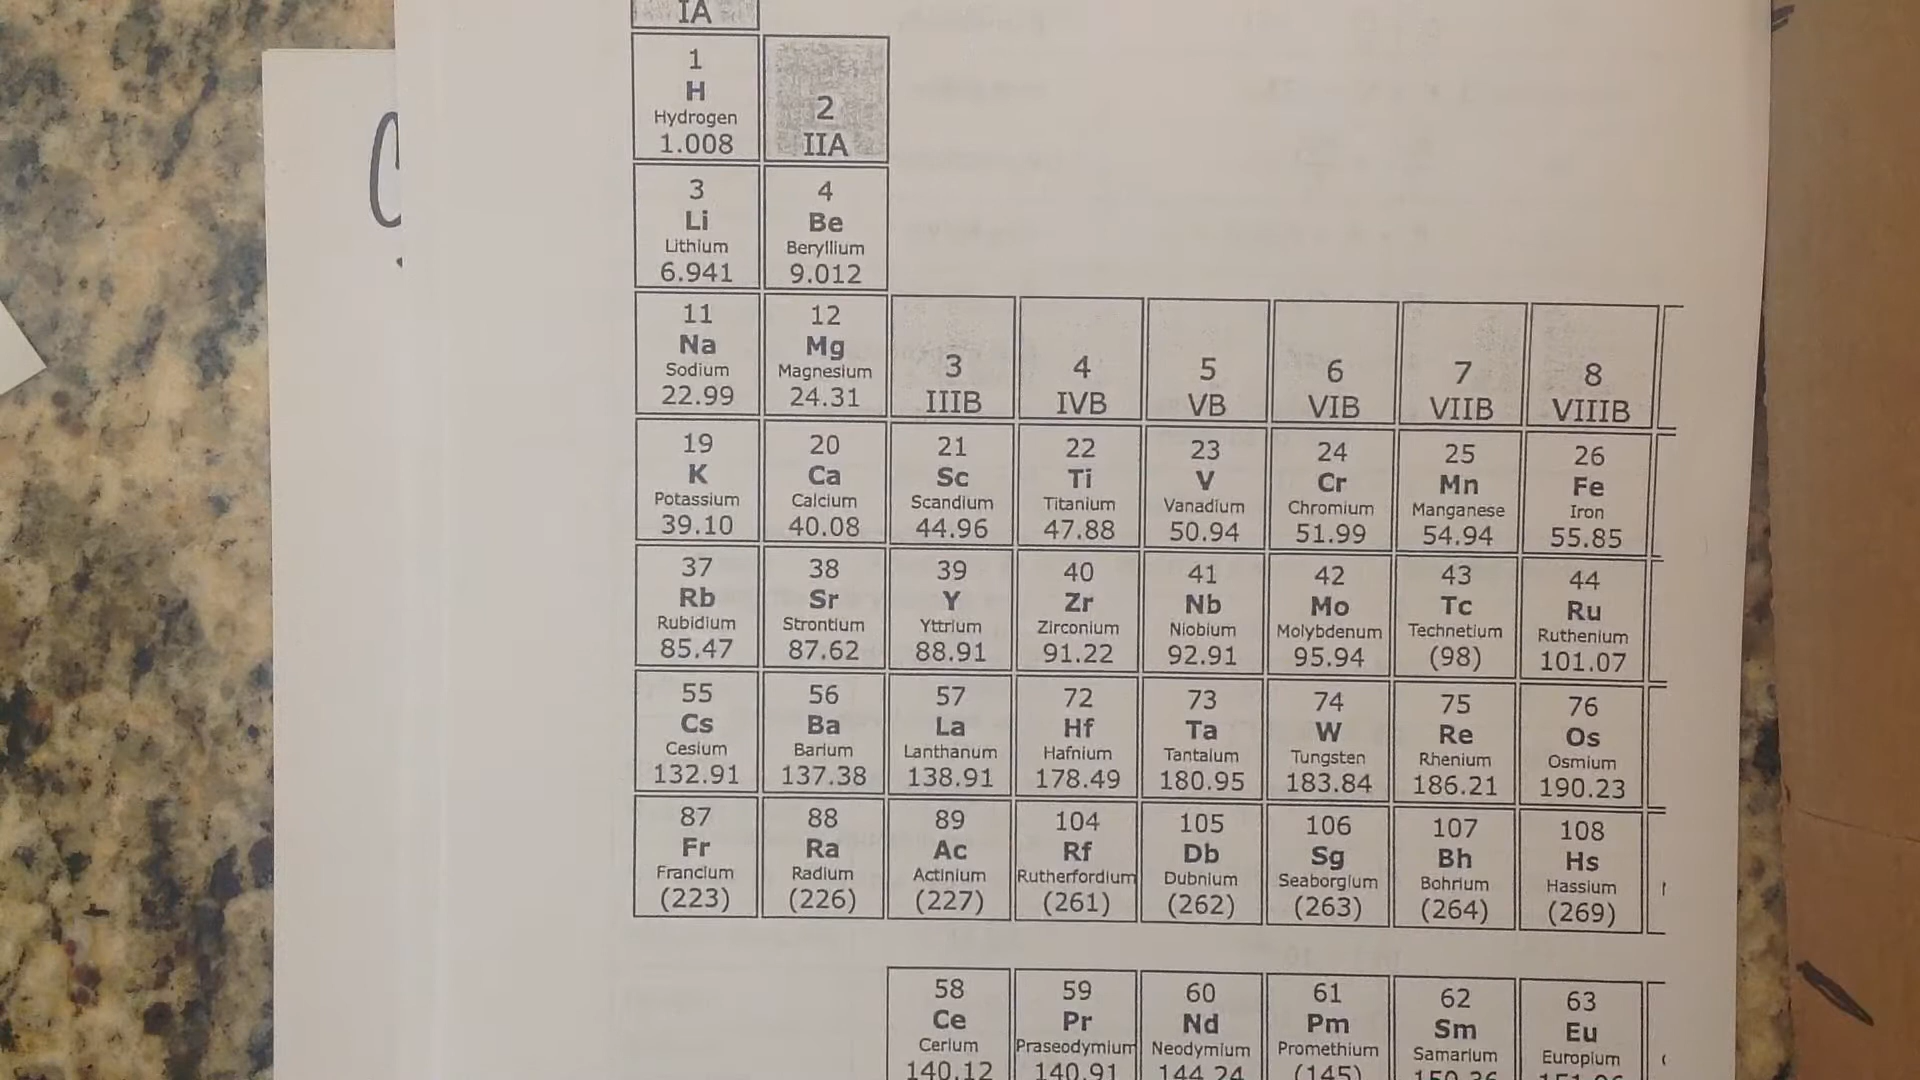 IA
1
H
Hydrogen
1.008
2
IIA
3
Li
Lithium
6.941
4
Be
Beryllium
9.012
11
Na
Sodium
22.99
12
Mg
Magnesium
24.31
3
IIIB
4
IVB
5
VB
6
VIB
7
VIIB
8
VIIIB
19
K
Potassium
39.10
20
Ca
Calcium
40.08
21
Sc
Scandium
44.96
22
Ti
Titanium
47.88
23
V
Vanadium
50.94
24
Cr
Chromium
51.99
25
Mn
Manganese
54.94
26
Fe
Iron
55.85
37
Rb
Rubidium
85.47
38
Sr
Strontium
87.62
39
Y
Yttrium
88.91
40
Zr
Zirconium
91.22
41
Nb
Niobium
92.91
42
Mo
Molybdenum
95.94
43
Tc
Technetium
(98)
44
Ru
Ruthenium
101.07
55
Cs
Cesium
132.91
56
Ba
Barium
137.38
57
La
Lanthanum
138.91
72
Hf
Hafnium
178.49
73
Ta
Tantalum
180.95
74
W
Tungsten
183.84
75
Re
Rhenium
186.21
76
Os
Osmium
190.23
87
Fr
Francium
(223)
88
Ra
Radium
(226)
89
Ac
Actinium
(227)
104
Rf
Rutherfordium
(261)
105
Db
Dubnium
(262)
106
Sg
Seaborgium
(263)
107
Bh
Bohrium
(264)
108
Hs
Hassium
(269)
58
Ce
Cerium
140.12
59
Pr
Praseodymium
140.91
60
Nd
Neodymium
144.24
61
Pm
Promethium
(145)
62
Sm
Samarium
150.36
63
Eu
Europium